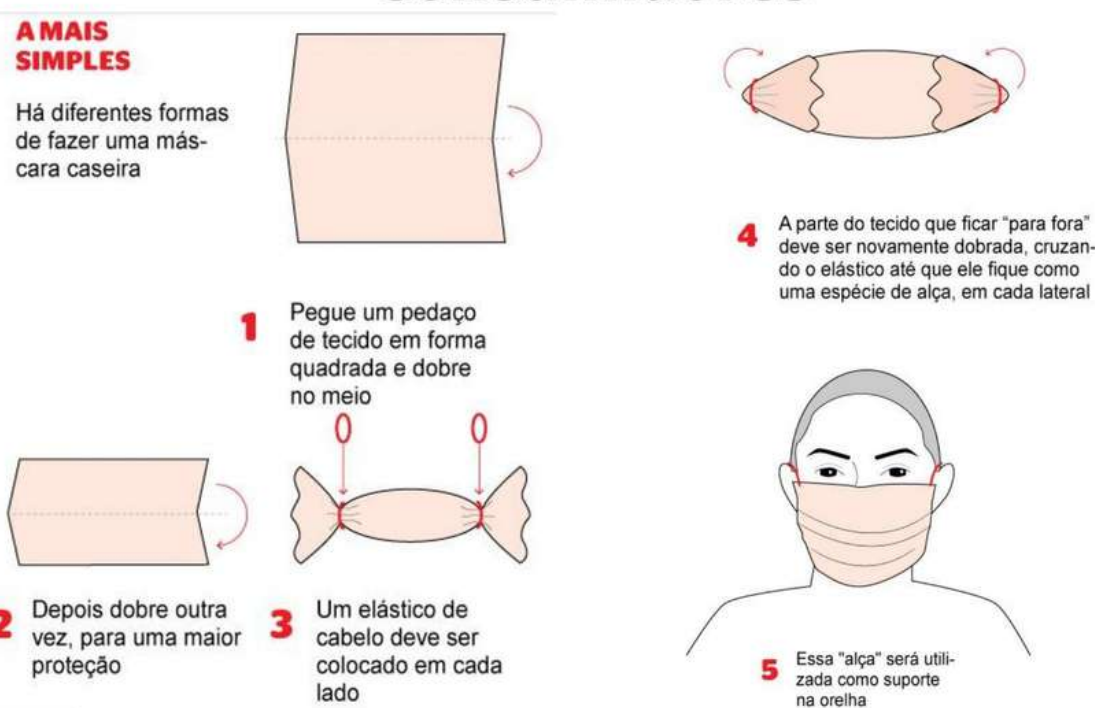 A MAIS
SIMPLES
Há diferentes formas
de fazer uma más-
cara caseira
1
Pegue um pedaço
de tecido em forma
quadrada e dobre
no meio
2
Depois dobre outra
vez, para uma maior
proteção
3
Um elástico de
cabelo deve ser
colocado em cada
lado
4
A parte do tecido que ficar "para fora"
deve ser novamente dobrada, cruzan-
do o elástico até que ele fique como
uma espécie de alça, em cada lateral
5
Essa "alça" será utili-
zada como suporte
na orelha